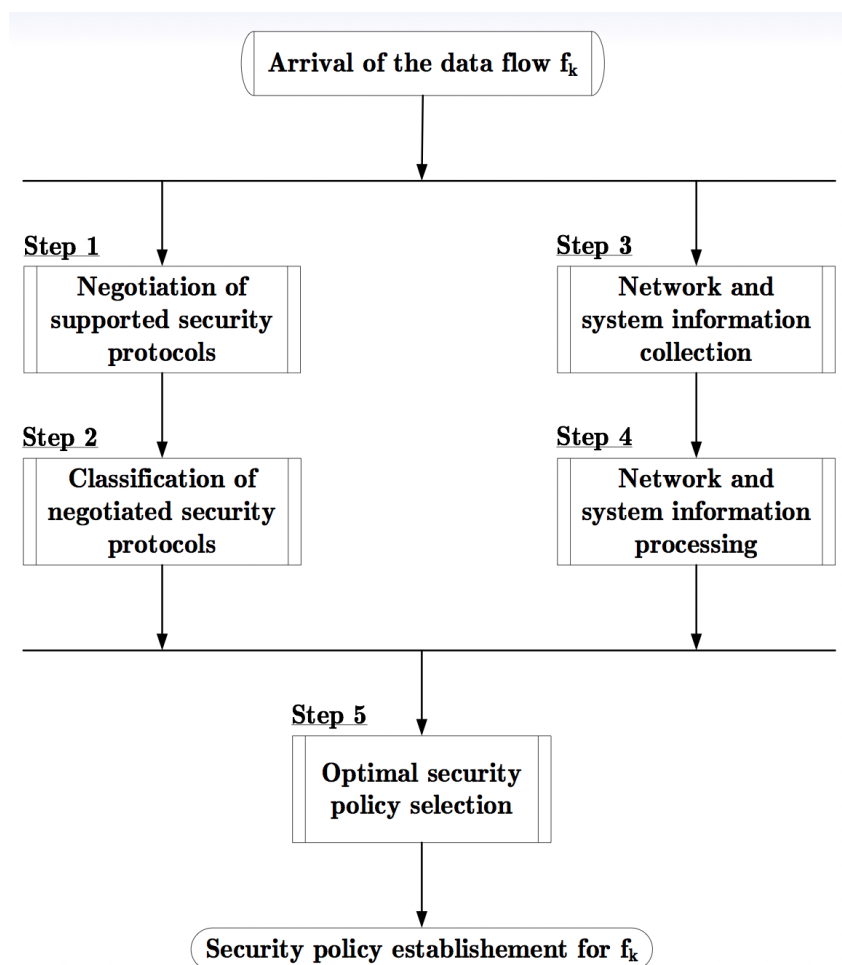 Arrival of the data flow fk
Step 1
Negotiation of
supported security
protocols
Step 2
Classification of
negotiated security
protocols
Step 3
Network and
system information
collection
Step 4
Network and
system information
processing
Step 5
Optimal security
policy selection
Security policy establishement for fk